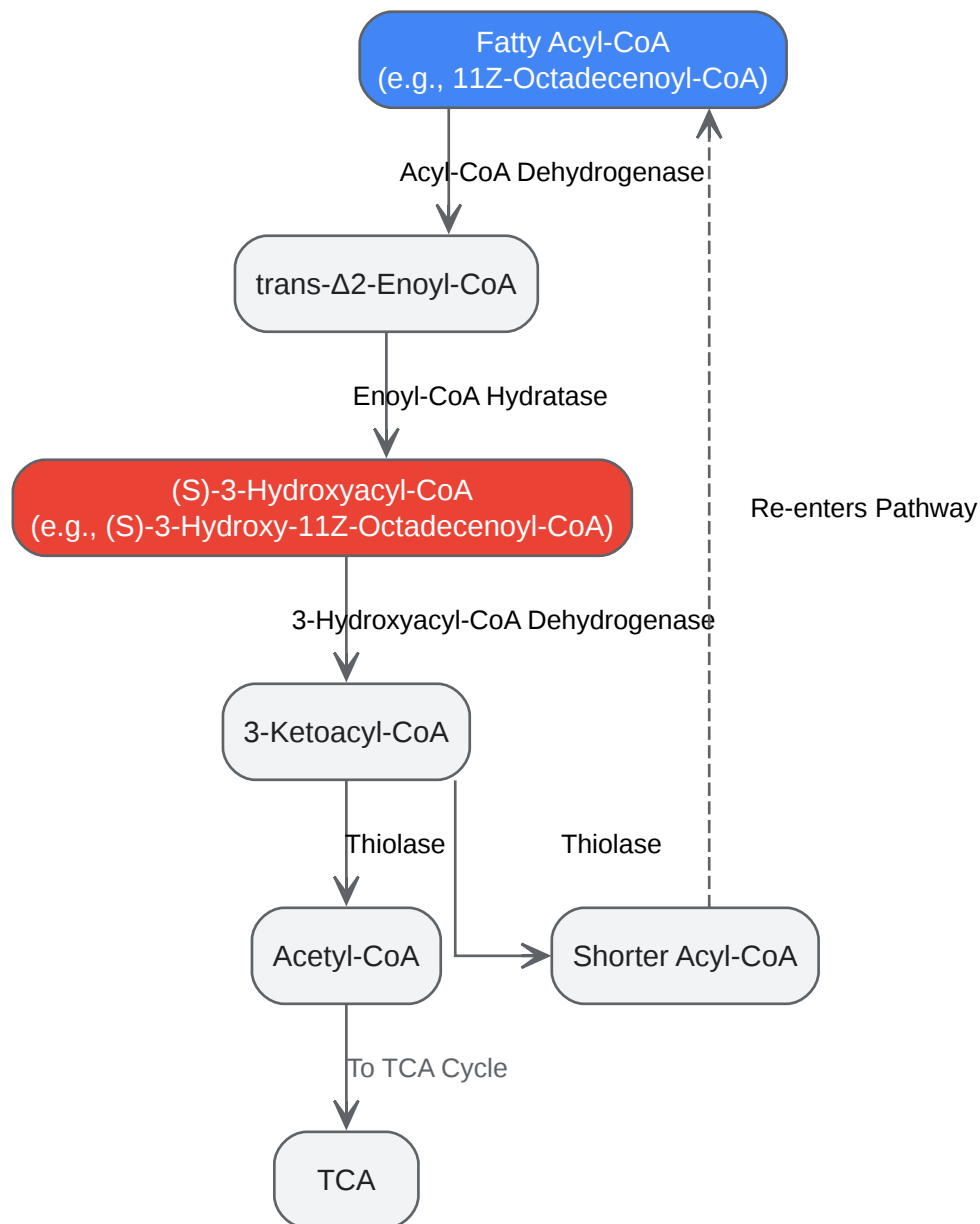 Fatty Acyl-CoA
(e.g., 11Z-Octadecenoyl-CoA)
Acyl-CoA Dehydrogenase
trans-Δ2-Enoyl-CoA
Enoyl-CoA Hydratase
(S)-3-Hydroxyacyl-CoA
(e.g., (S)-3-Hydroxy-11Z-Octadecenoyl-CoA)
Re-enters Pathway
3-Hydroxyacyl-CoA Dehydrogenase
3-Ketoacyl-CoA
Thiolase
Thiolase
Acetyl-CoA
Shorter Acyl-CoA
To TCA Cycle
TCA